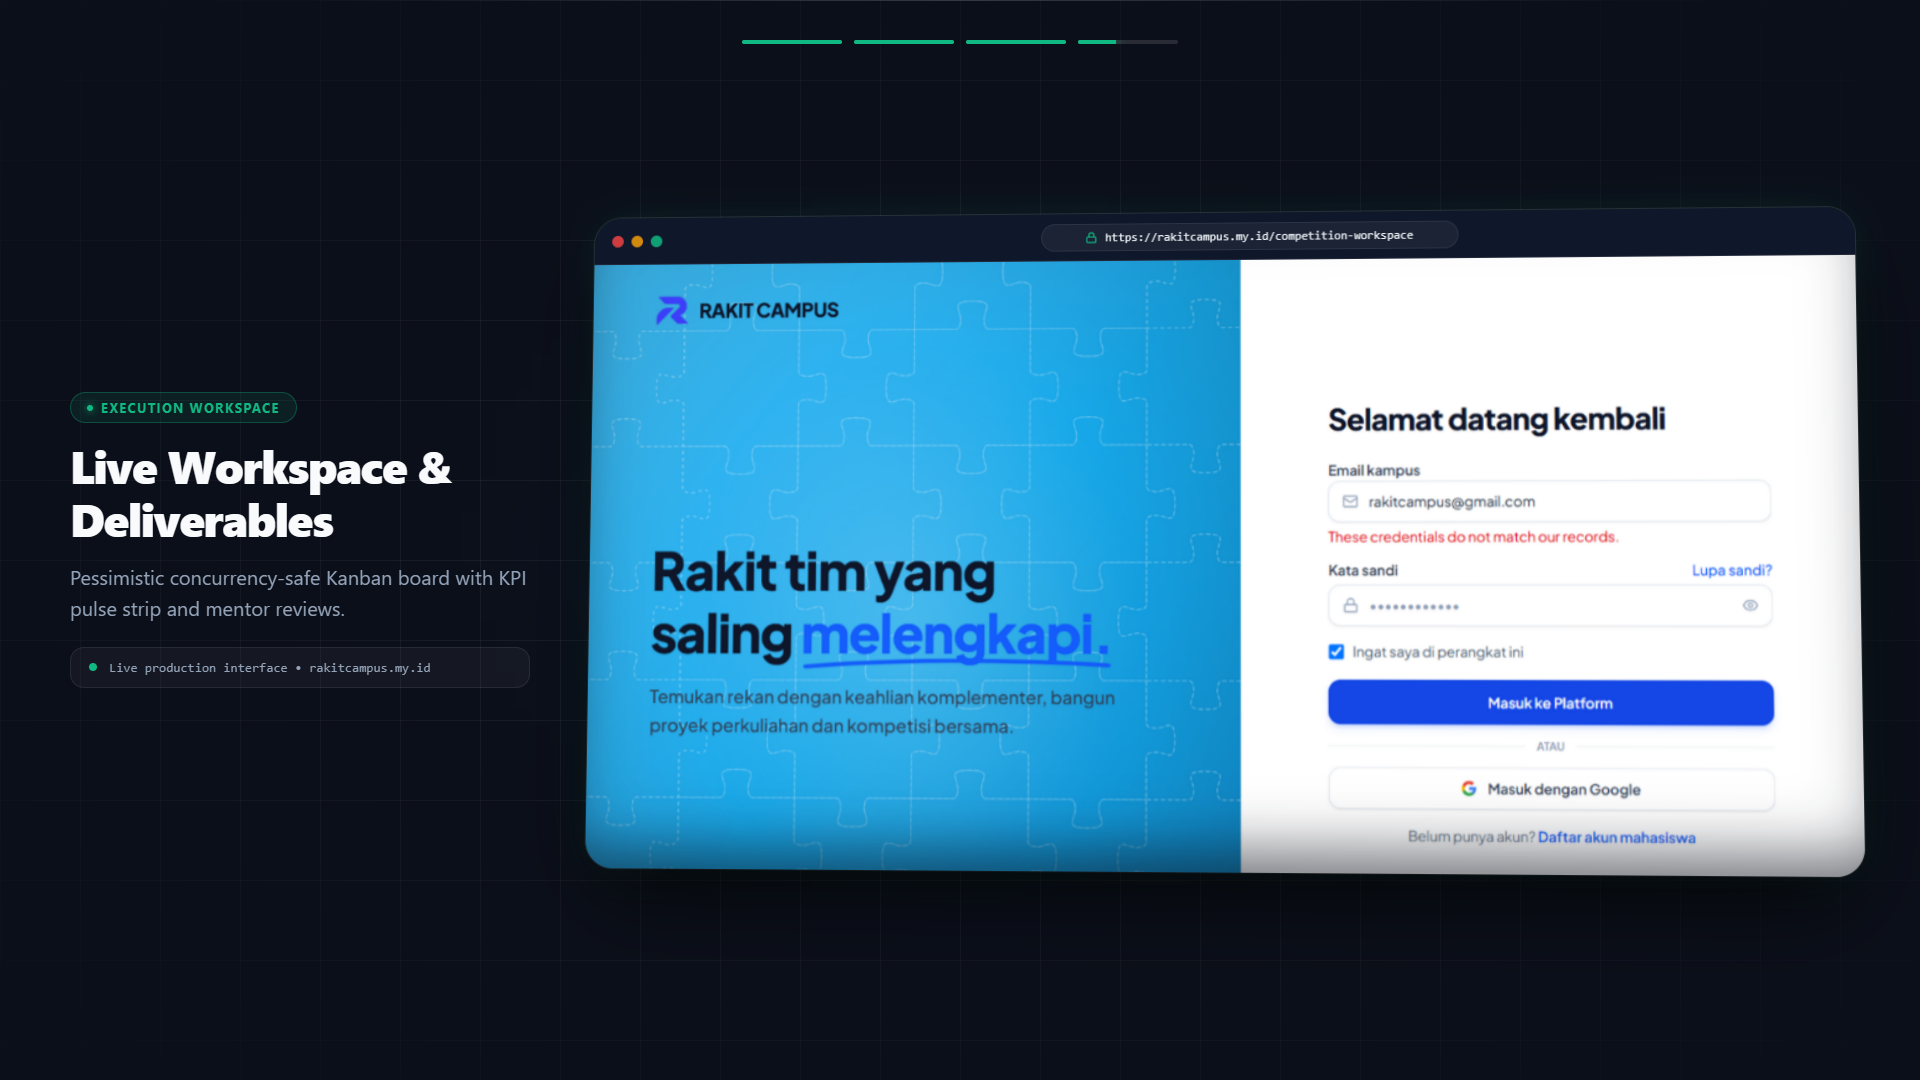 EXECUTION WORKSPACE
Live Workspace &
Deliverables
Pessimistic concurrency-safe Kanban board with KPI
pulse strip and mentor reviews.
Live production interface • rakitcampus.my.id
https://rakitcampus.my.id/competition-workspace
RAKIT CAMPUS
Rakit tim yang
saling melengkapi.
Temukan rekan dengan keahlian komplementer, bangun
proyek perkuliahan dan kompetisi bersama.
Selamat datang kembali
Email kampus
rakitcampus@gmail.com
These credentials do not match our records.
Kata sandi Lupa sandi?
••••••••••••
Ingat saya di perangkat ini
Masuk ke Platform
ATAU
Masuk dengan Google
Belum punya akun? Daftar akun mahasiswa